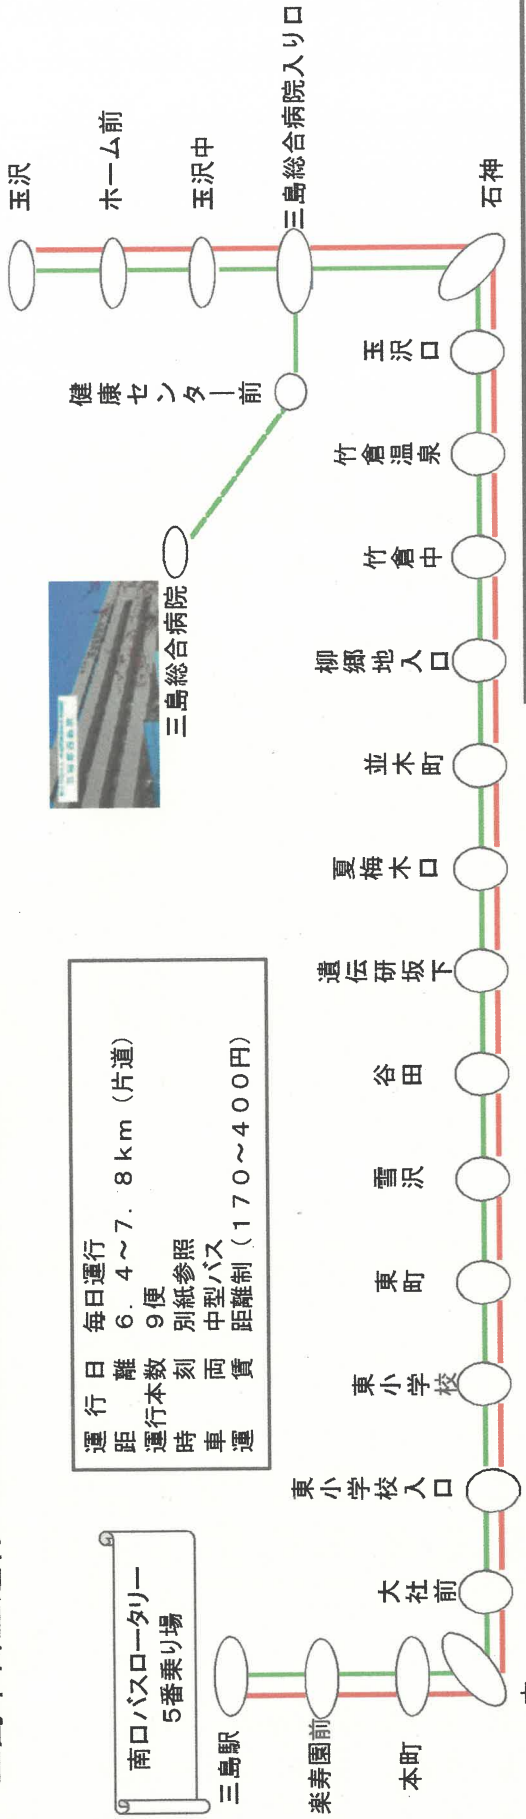 南口バスロータリー
5番乗り場
運行日 毎日運行
距離 6.4~7.8km(片道)
運行本数 9便
時刻 別紙参照
車両 中型バス
運賃 距離制(170~400円)
三島駅
楽寿園前
本町
大社前
東小学校入口
東小学校
東町
雪沢
谷田
遺伝研坂下
夏梅木口
並木町
柳郷地入口
竹倉中
竹倉温泉
玉沢口
石神
三島総合病院入り口
玉沢中
ホーム前
玉沢
健康センター前
三島総合病院